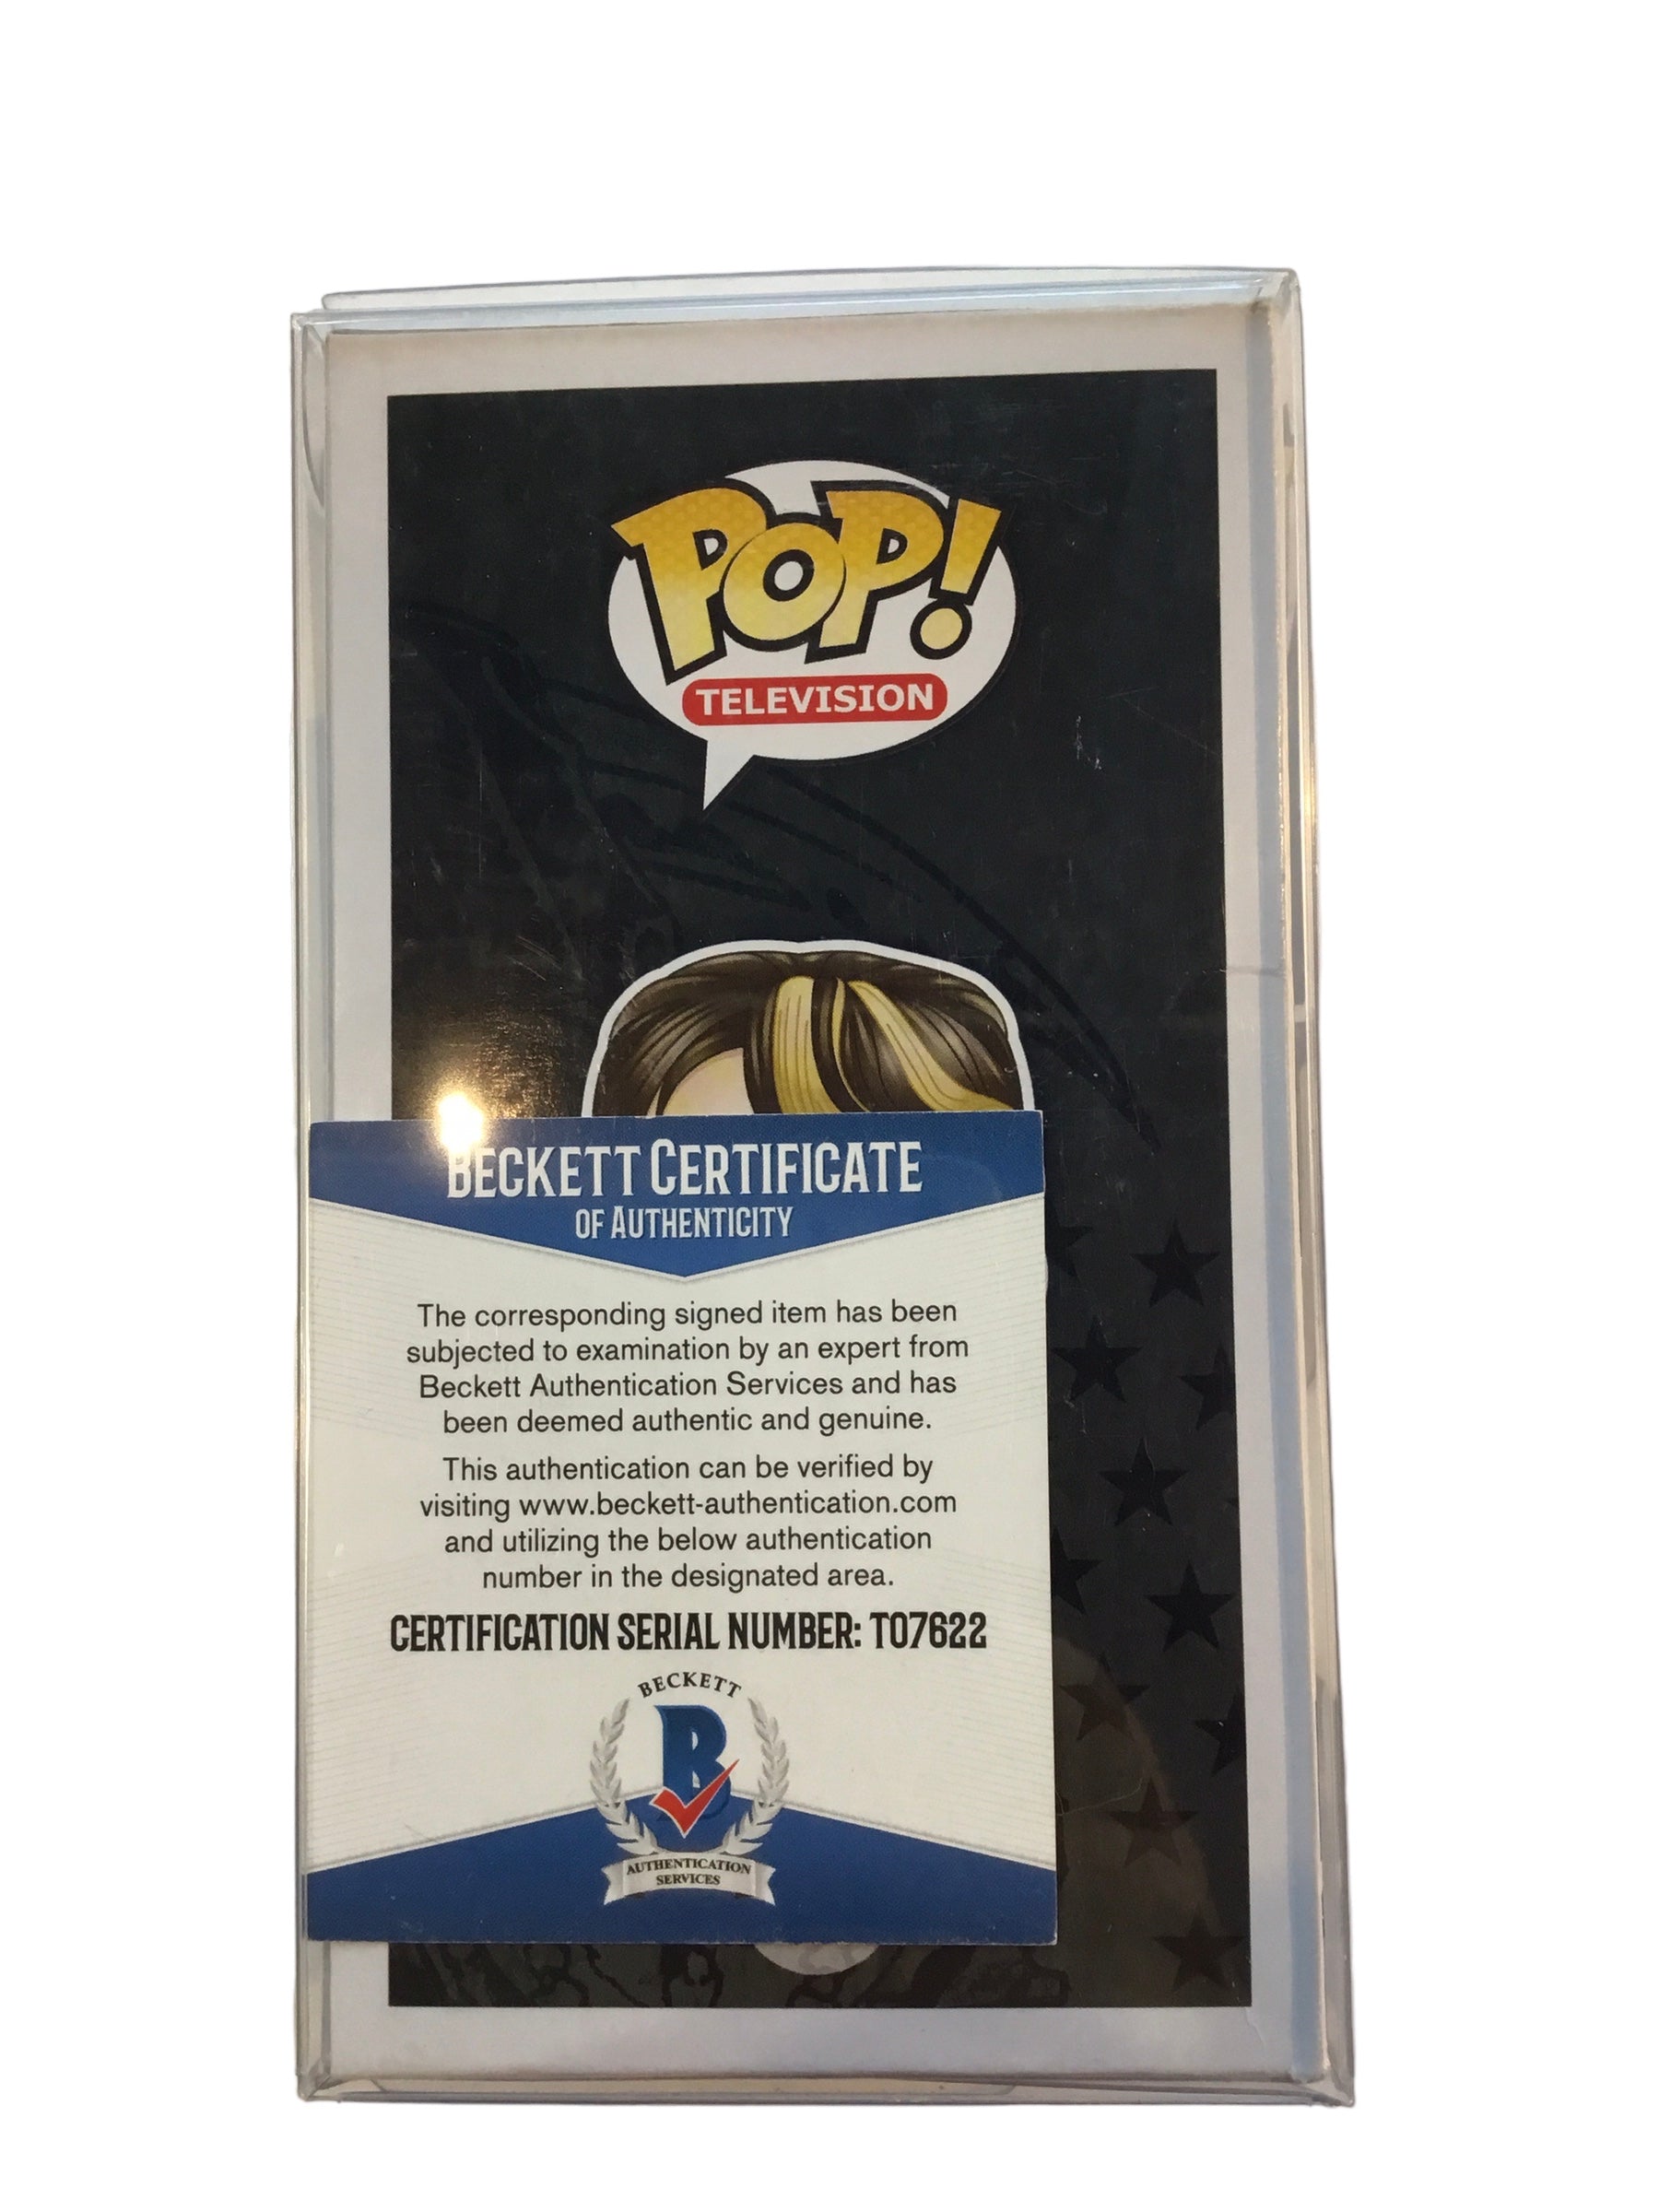 POP!
TELEVISION
BECKETT CERTIFICATE
OF AUTHENTICITY
The corresponding signed item has been
subjected to examination by an expert from
Beckett Authentication Services and has
been deemed authentic and genuine.
This authentication can be verified by
visiting www.beckett-authentication.com
and utilizing the below authentication
number in the designated area.
CERTIFICATION SERIAL NUMBER: T07622
BECKETT
B
AUTHENTICATION
SERVICES